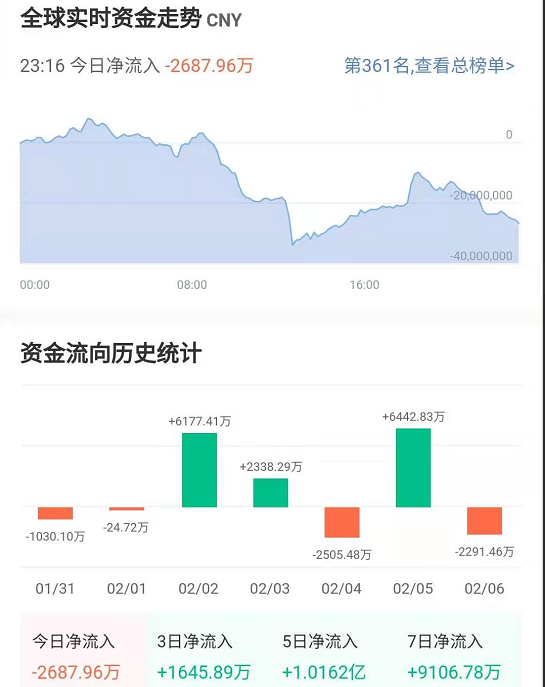 全球实时资金走势 CNY
23:16 今日净流入 -2687.96万 第361名,查看总榜单>
0
-20,000,000
-40,000,000
00:00 08:00 16:00
资金流向历史统计
+6442.83万
+6177.41万
+2338.29万
-1030.10万
-24.72万
-2505.48万
-2291.46万
01/31 02/01 02/02 02/03 02/04 02/05 02/06
今日净流入 3日净流入 5日净流入 7日净流入
-2687.96万 +1645.89万 +1.0162亿 +9106.78万